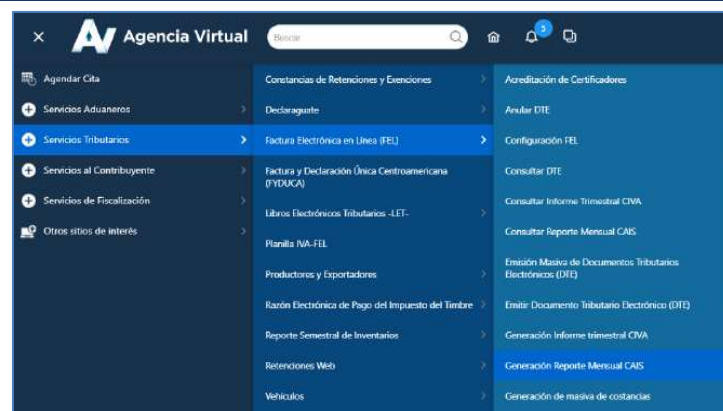 × AV Agencia Virtual Buscar 3
Agendar Cita
Servicios Aduaneros
Servicios Tributarios
Servicios al Contribuyente
Servicios de Fiscalización
Otros sitios de interés
Constancias de Retenciones y Exenciones
Declaraguate
Factura Electrónica en Línea (FEL)
Factura y Declaración Única Centroamericana
(FYDUCA)
Libros Electrónicos Tributarios -LET-
Planilla IVA-FEL
Productores y Exportadores
Razón Electrónica de Pago del Impuesto del Timbre
Reporte Semestral de Inventarios
Retenciones Web
Vehículos
Acreditación de Certificadores
Anular DTE
Configuración FEL
Consultar DTE
Consultar Informe Trimestral CIVA
Consultar Reporte Mensual CAIS
Emisión Masiva de Documentos Tributarios
Electrónicos (DTE)
Emitir Documento Tributario Electrónico (DTE)
Generación Informe trimestral CIVA
Generación Reporte Mensual CAIS
Generación de masiva de costancias